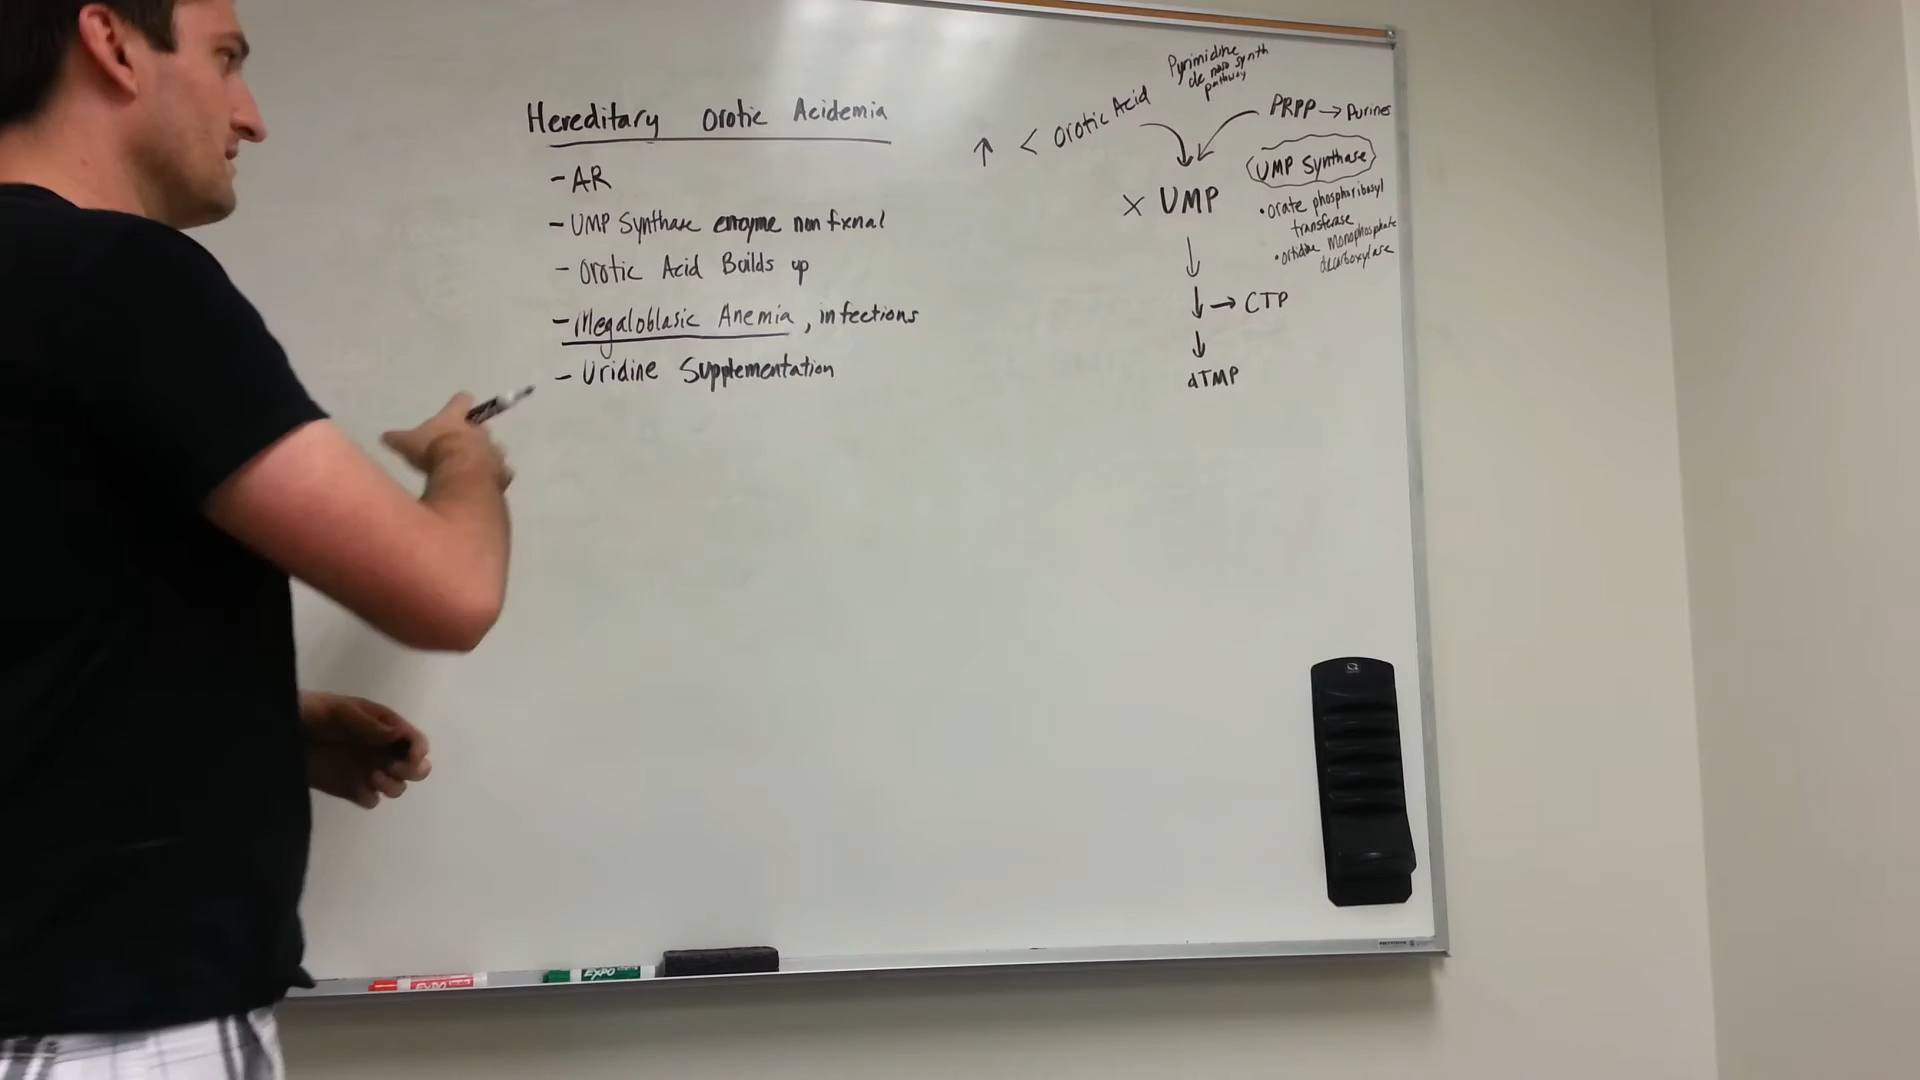 Hereditary Orotic Acidemia
- AR
- UMP Synthase enzyme non fxnal
- Orotic Acid Builds up
- Megaloblasic Anemia, infections
- Uridine Supplementation
Pyrimidine
de novo synth
pathway
↑ < Orotic Acid
PRPP → Purines
UMP Synthase
X UMP
• orate phosphoribosyl
transferase
• ortidine monophosphate
decarboxylase
→ CTP
dTMP
EXPO
EXPO